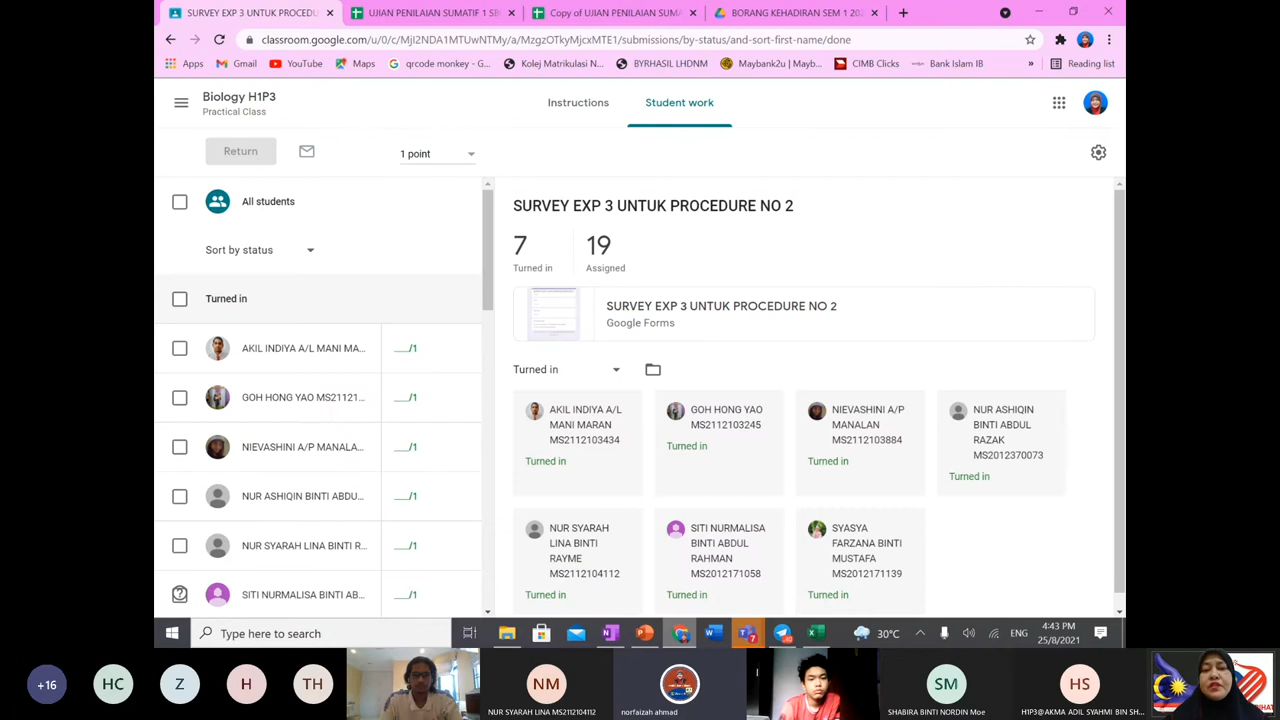 SURVEY EXP 3 UNTUK PROCEDU
UJIAN PENILAIAN SUMATIF 1 SB
Copy of UJIAN PENILAIAN SUMA
BORANG KEHADIRAN SEM 1 202
classroom.google.com/u/0/c/MjI2NDA1MTUwNTMy/a/MzgzOTkyMjcxMTE1/submissions/by-status/and-sort-first-name/done
Apps
Gmail
YouTube
Maps
qrcode monkey - G...
Kolej Matrikulasi N...
BYRHASIL LHDNM
Maybank2u | Mayb...
CIMB Clicks
Bank Islam IB
»
Reading list
Biology H1P3
Practical Class
Instructions
Student work
Return
1 point
All students
Sort by status
Turned in
AKIL INDIYA A/L MANI MA... __/1
GOH HONG YAO MS21121... __/1
NIEVASHINI A/P MANALA... __/1
NUR ASHIQIN BINTI ABDU... __/1
NUR SYARAH LINA BINTI R... __/1
SITI NURMALISA BINTI AB... __/1
SURVEY EXP 3 UNTUK PROCEDURE NO 2
7 19
Turned in Assigned
SURVEY EXP 3 UNTUK PROCEDURE NO 2
Google Forms
Turned in
AKIL INDIYA A/L
MANI MARAN
MS2112103434
Turned in
GOH HONG YAO
MS2112103245
Turned in
NIEVASHINI A/P
MANALAN
MS2112103884
Turned in
NUR ASHIQIN
BINTI ABDUL
RAZAK
MS2012370073
Turned in
NUR SYARAH
LINA BINTI
RAYME
MS2112104112
Turned in
SITI NURMALISA
BINTI ABDUL
RAHMAN
MS2012171058
Turned in
SYASYA
FARZANA BINTI
MUSTAFA
MS2012171139
Turned in
Type here to search
30°C
ENG
4:43 PM
25/8/2021
+16
HC
Z
H
TH
NM
NUR SYARAH LINA MS2112104112
norfaizah ahmad
SM
SHABIRA BINTI NORDIN Moe
HS
H1P3@AKMA ADIL SYAHMI BIN SH...